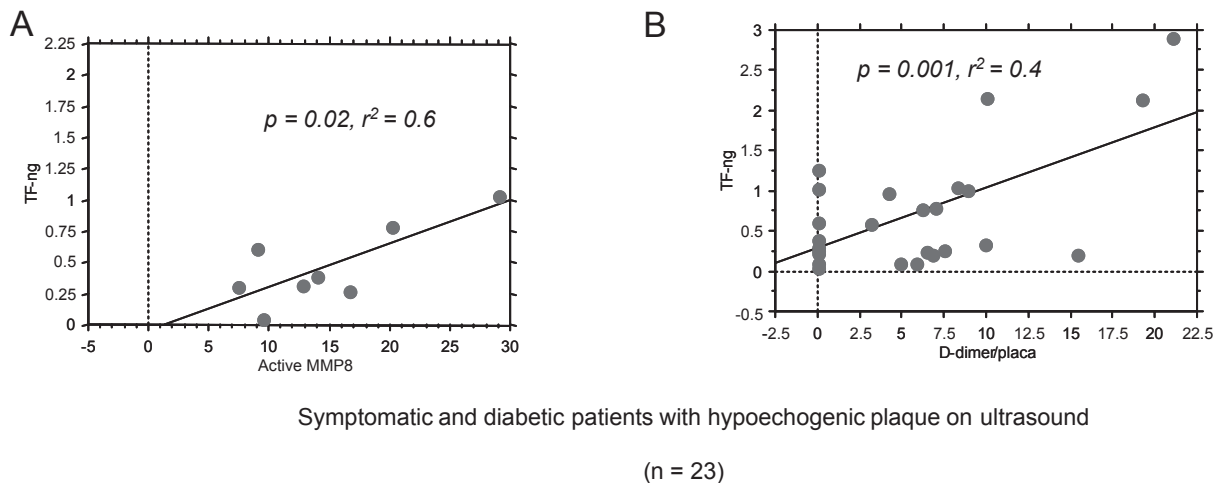 A
2.25
2
1.75
1.5
1.25
1
0.75
0.5
0.25
0
TF-ng
p = 0.02, r² = 0.6
-5 0 5 10 15 20 25 30
Active MMP8
B
3
2.5
2
1.5
1
0.5
0
-0.5
TF-ng
p = 0.001, r² = 0.4
-2.5 0 2.5 5 7.5 10 12.5 15 17.5 20 22.5
D-dimer/placa
Symptomatic and diabetic patients with hypoechogenic plaque on ultrasound
(n = 23)